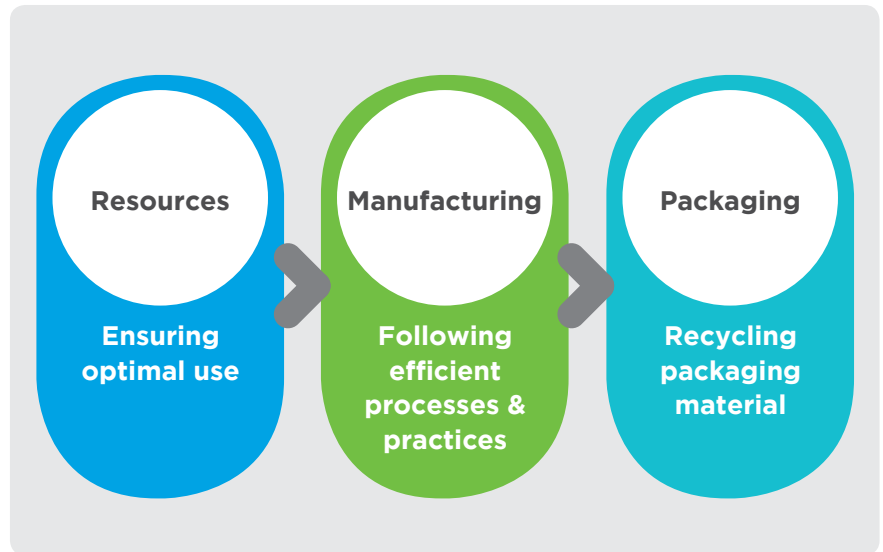 Resources
Ensuring
optimal use
Manufacturing
Following
efficient
processes &
practices
Packaging
Recycling
packaging
material